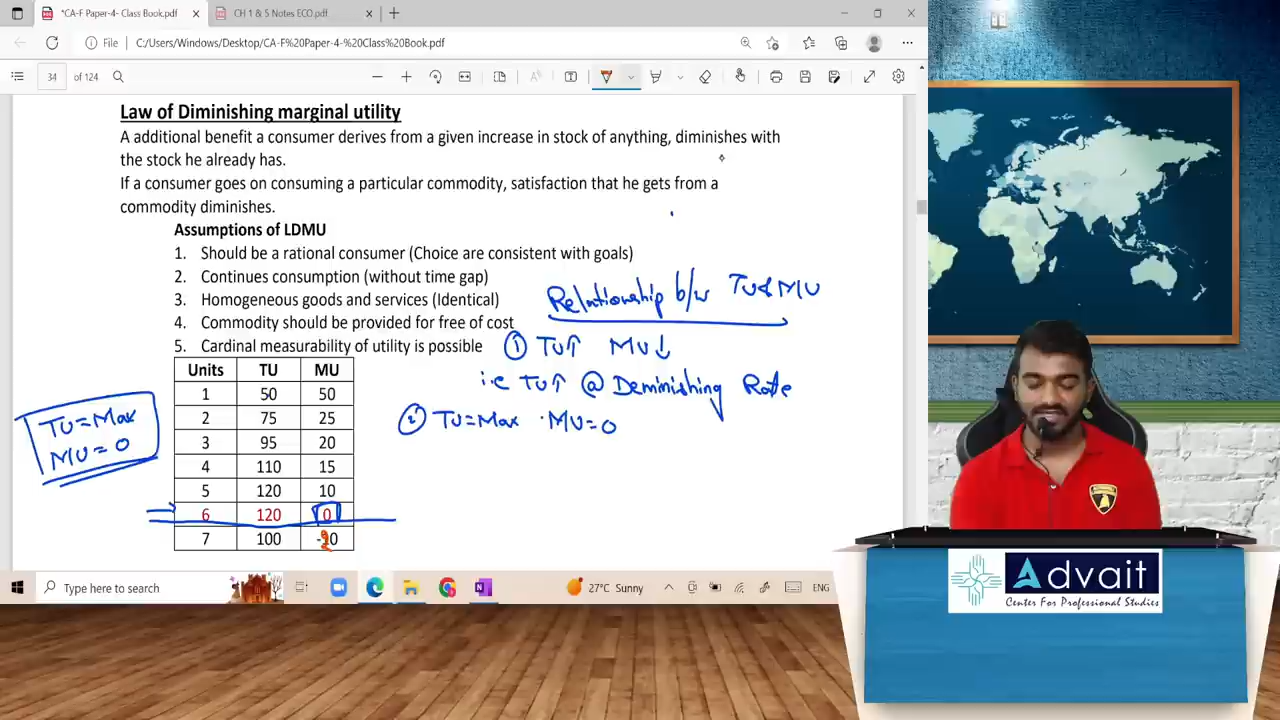 *CA-F Paper-4- Class Book.pdf
CH 1 & 5 Notes ECO.pdf
File
C:/Users/Windows/Desktop/CA-F%20Paper-4-%20Class%20Book.pdf
34 of 124
Law of Diminishing marginal utility
A additional benefit a consumer derives from a given increase in stock of anything, diminishes with
the stock he already has.
If a consumer goes on consuming a particular commodity, satisfaction that he gets from a
commodity diminishes.
Assumptions of LDMU
1. Should be a rational consumer (Choice are consistent with goals)
2. Continues consumption (without time gap)
3. Homogeneous goods and services (Identical)
4. Commodity should be provided for free of cost
5. Cardinal measurability of utility is possible
Relationship b/w TU & MU
① TU↑ MU↓
i.e TU↑ @ Deminishing Rate
② TU=Max MU=0
TU=Max
MU=0
Units TU MU
1 50 50
2 75 25
3 95 20
4 110 15
5 120 10
6 120 0
7 100 -20
Type here to search
27°C Sunny
ENG
Advait
Center For Professional Studies